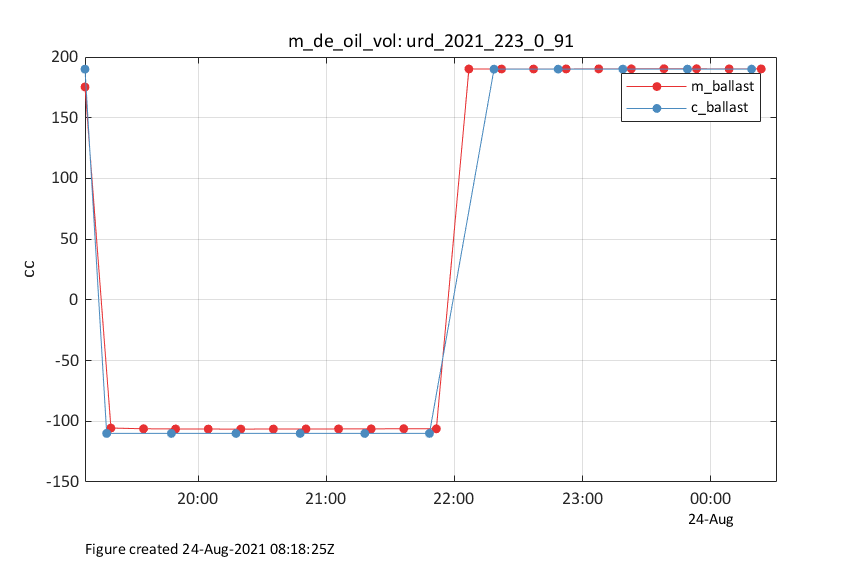 m_de_oil_vol: urd_2021_223_0_91
200
150
100
50
0
-50
-100
-150
cc
m_ballast
c_ballast
20:00
21:00
22:00
23:00
00:00
24-Aug
Figure created 24-Aug-2021 08:18:25Z